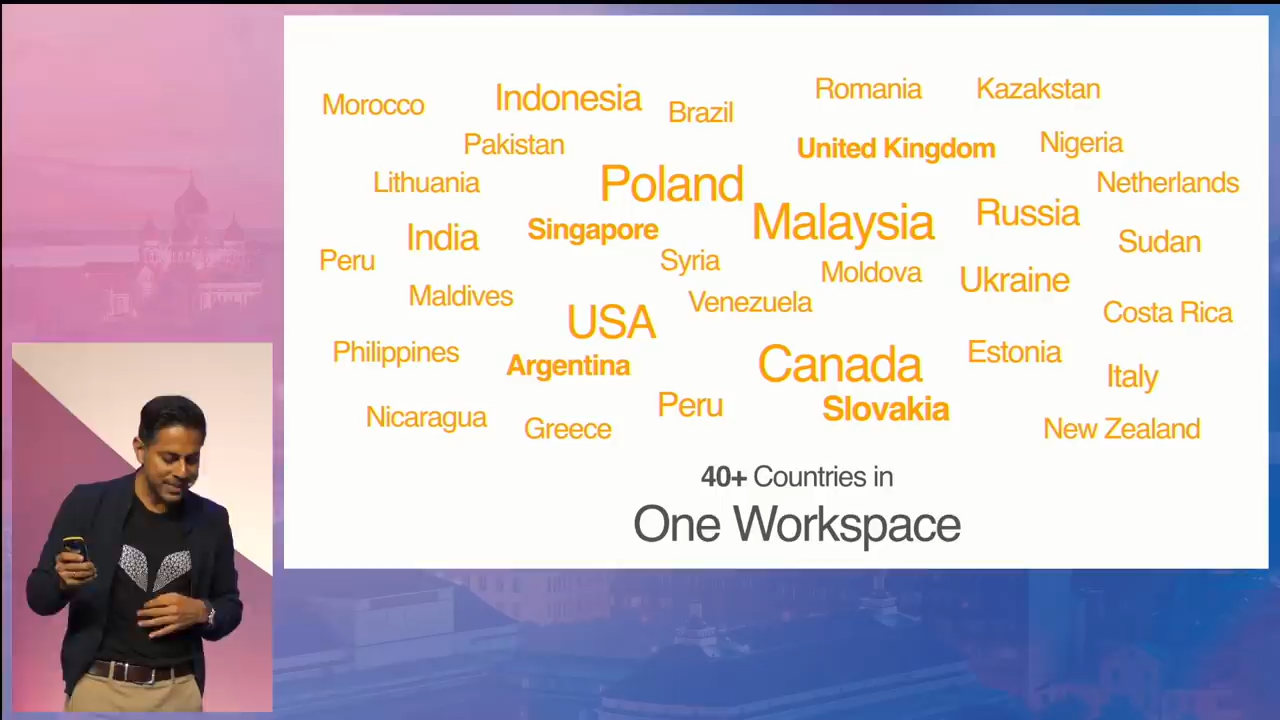 Morocco
Indonesia
Brazil
Romania
Kazakstan
Pakistan
United Kingdom
Nigeria
Lithuania
Poland
Netherlands
India
Singapore
Malaysia
Russia
Sudan
Peru
Syria
Moldova
Ukraine
Maldives
Venezuela
Costa Rica
USA
Philippines
Argentina
Canada
Estonia
Italy
Nicaragua
Greece
Peru
Slovakia
New Zealand
40+ Countries in
One Workspace